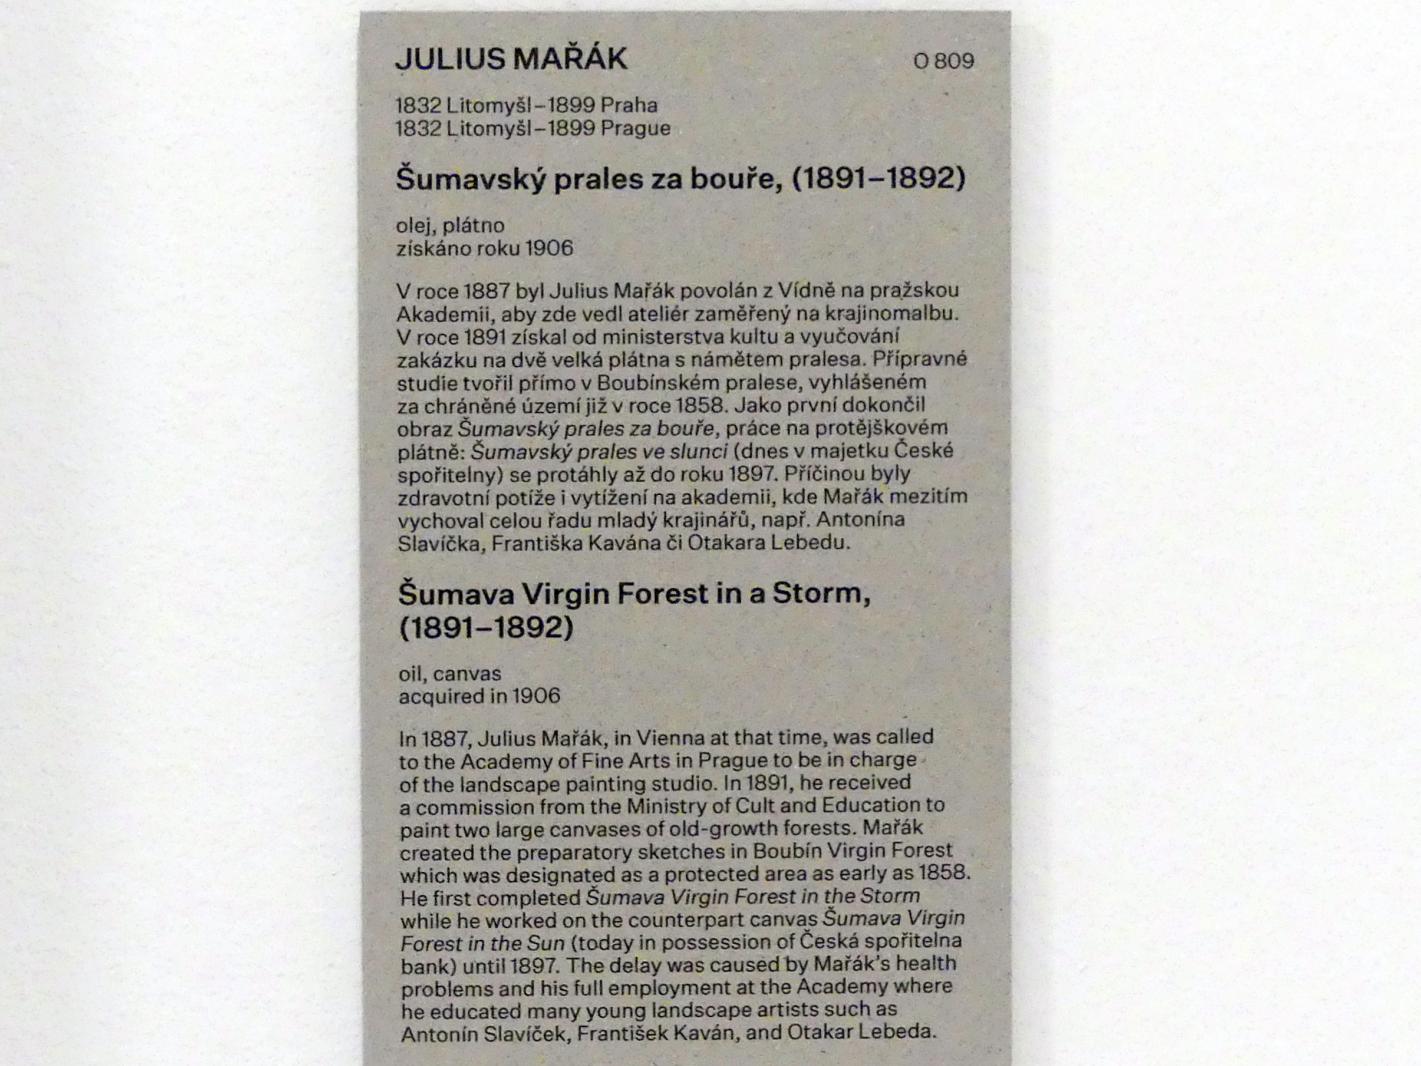 JULIUS MAŘÁK
O 809
1832 Litomyšl–1899 Praha
1832 Litomyšl–1899 Prague
Šumavský prales za bouře, (1891–1892)
olej, plátno
získáno roku 1906
V roce 1887 byl Julius Mařák povolán z Vídně na pražskou
Akademii, aby zde vedl ateliér zaměřený na krajinomalbu.
V roce 1891 získal od ministerstva kultu a vyučování
zakázku na dvě velká plátna s námětem pralesa. Přípravné
studie tvořil přímo v Boubínském pralese, vyhlášeném
za chráněné území již v roce 1858. Jako první dokončil
obraz Šumavský prales za bouře, práce na protějškovém
plátně: Šumavský prales ve slunci (dnes v majetku České
spořitelny) se protáhly až do roku 1897. Příčinou byly
zdravotní potíže i vytížení na akademii, kde Mařák mezitím
vychoval celou řadu mladý krajinářů, např. Antonína
Slavíčka, Františka Kavána či Otakara Lebedu.
Šumava Virgin Forest in a Storm,
(1891–1892)
oil, canvas
acquired in 1906
In 1887, Julius Mařák, in Vienna at that time, was called
to the Academy of Fine Arts in Prague to be in charge
of the landscape painting studio. In 1891, he received
a commission from the Ministry of Cult and Education to
paint two large canvases of old-growth forests. Mařák
created the preparatory sketches in Boubín Virgin Forest
which was designated as a protected area as early as 1858.
He first completed Šumava Virgin Forest in the Storm
while he worked on the counterpart canvas Šumava Virgin
Forest in the Sun (today in possession of Česká spořitelna
bank) until 1897. The delay was caused by Mařák's health
problems and his full employment at the Academy where
he educated many young landscape artists such as
Antonín Slavíček, František Kaván, and Otakar Lebeda.